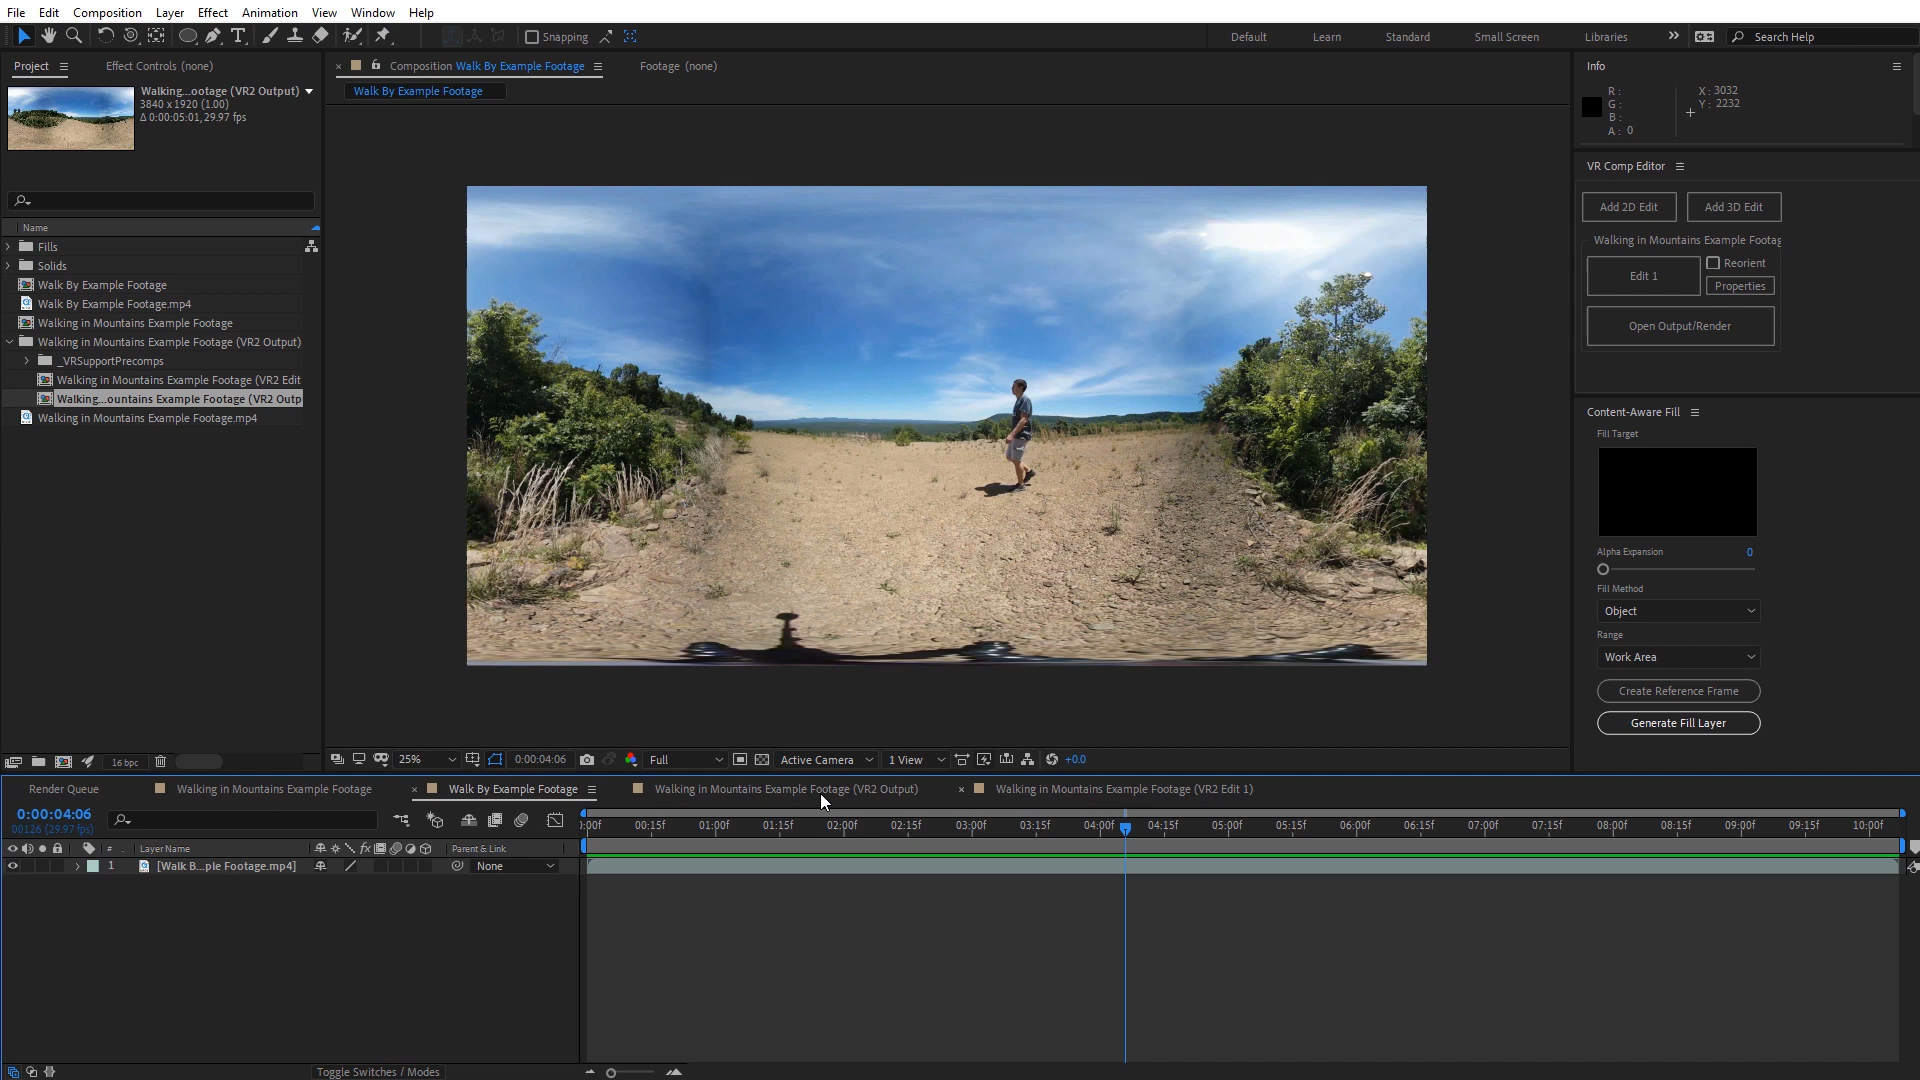 File Edit Composition Layer Effect Animation View Window Help
Snapping
Default Learn Standard Small Screen Libraries Search Help
Project Effect Controls (none)
Walking...ootage (VR2 Output)
3840 x 1920 (1.00)
Δ 0:00:05:01, 29.97 fps
Name
Fills
Solids
Walk By Example Footage
Walk By Example Footage.mp4
Walking in Mountains Example Footage
Walking in Mountains Example Footage (VR2 Output)
_VRSupportPrecomps
Walking in Mountains Example Footage (VR2 Edit
Walking...ountains Example Footage (VR2 Outp
Walking in Mountains Example Footage.mp4
16 bpc
Composition Walk By Example Footage Footage (none)
Walk By Example Footage
25% 0:00:04:06 Full Active Camera 1 View +0.0
Info
R :
G :
B :
A : 0
X : 3032
Y : 2232
VR Comp Editor
Add 2D Edit Add 3D Edit
Walking in Mountains Example Footag
Edit 1 Reorient
Properties
Open Output/Render
Content-Aware Fill
Fill Target
Alpha Expansion 0
Fill Method
Object
Range
Work Area
Create Reference Frame
Generate Fill Layer
Render Queue Walking in Mountains Example Footage Walk By Example Footage Walking in Mountains Example Footage (VR2 Output) Walking in Mountains Example Footage (VR2 Edit 1)
0:00:04:06
00126 (29.97 fps)
):00f 00:15f 01:00f 01:15f 02:00f 02:15f 03:00f 03:15f 04:00f 04:15f 05:00f 05:15f 06:00f 06:15f 07:00f 07:15f 08:00f 08:15f 09:00f 09:15f 10:00f
# . Layer Name fx Parent & Link
1 [Walk B...ple Footage.mp4] None
Toggle Switches / Modes